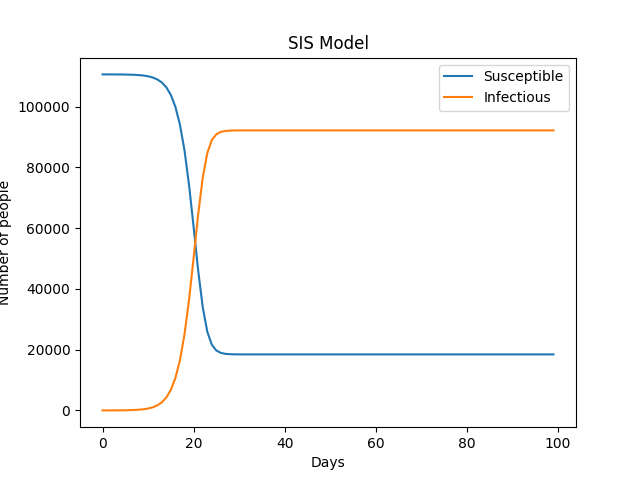 SIS Model
Susceptible
Infectious
100000
80000
60000
40000
20000
0
Number of people
0 20 40 60 80 100
Days